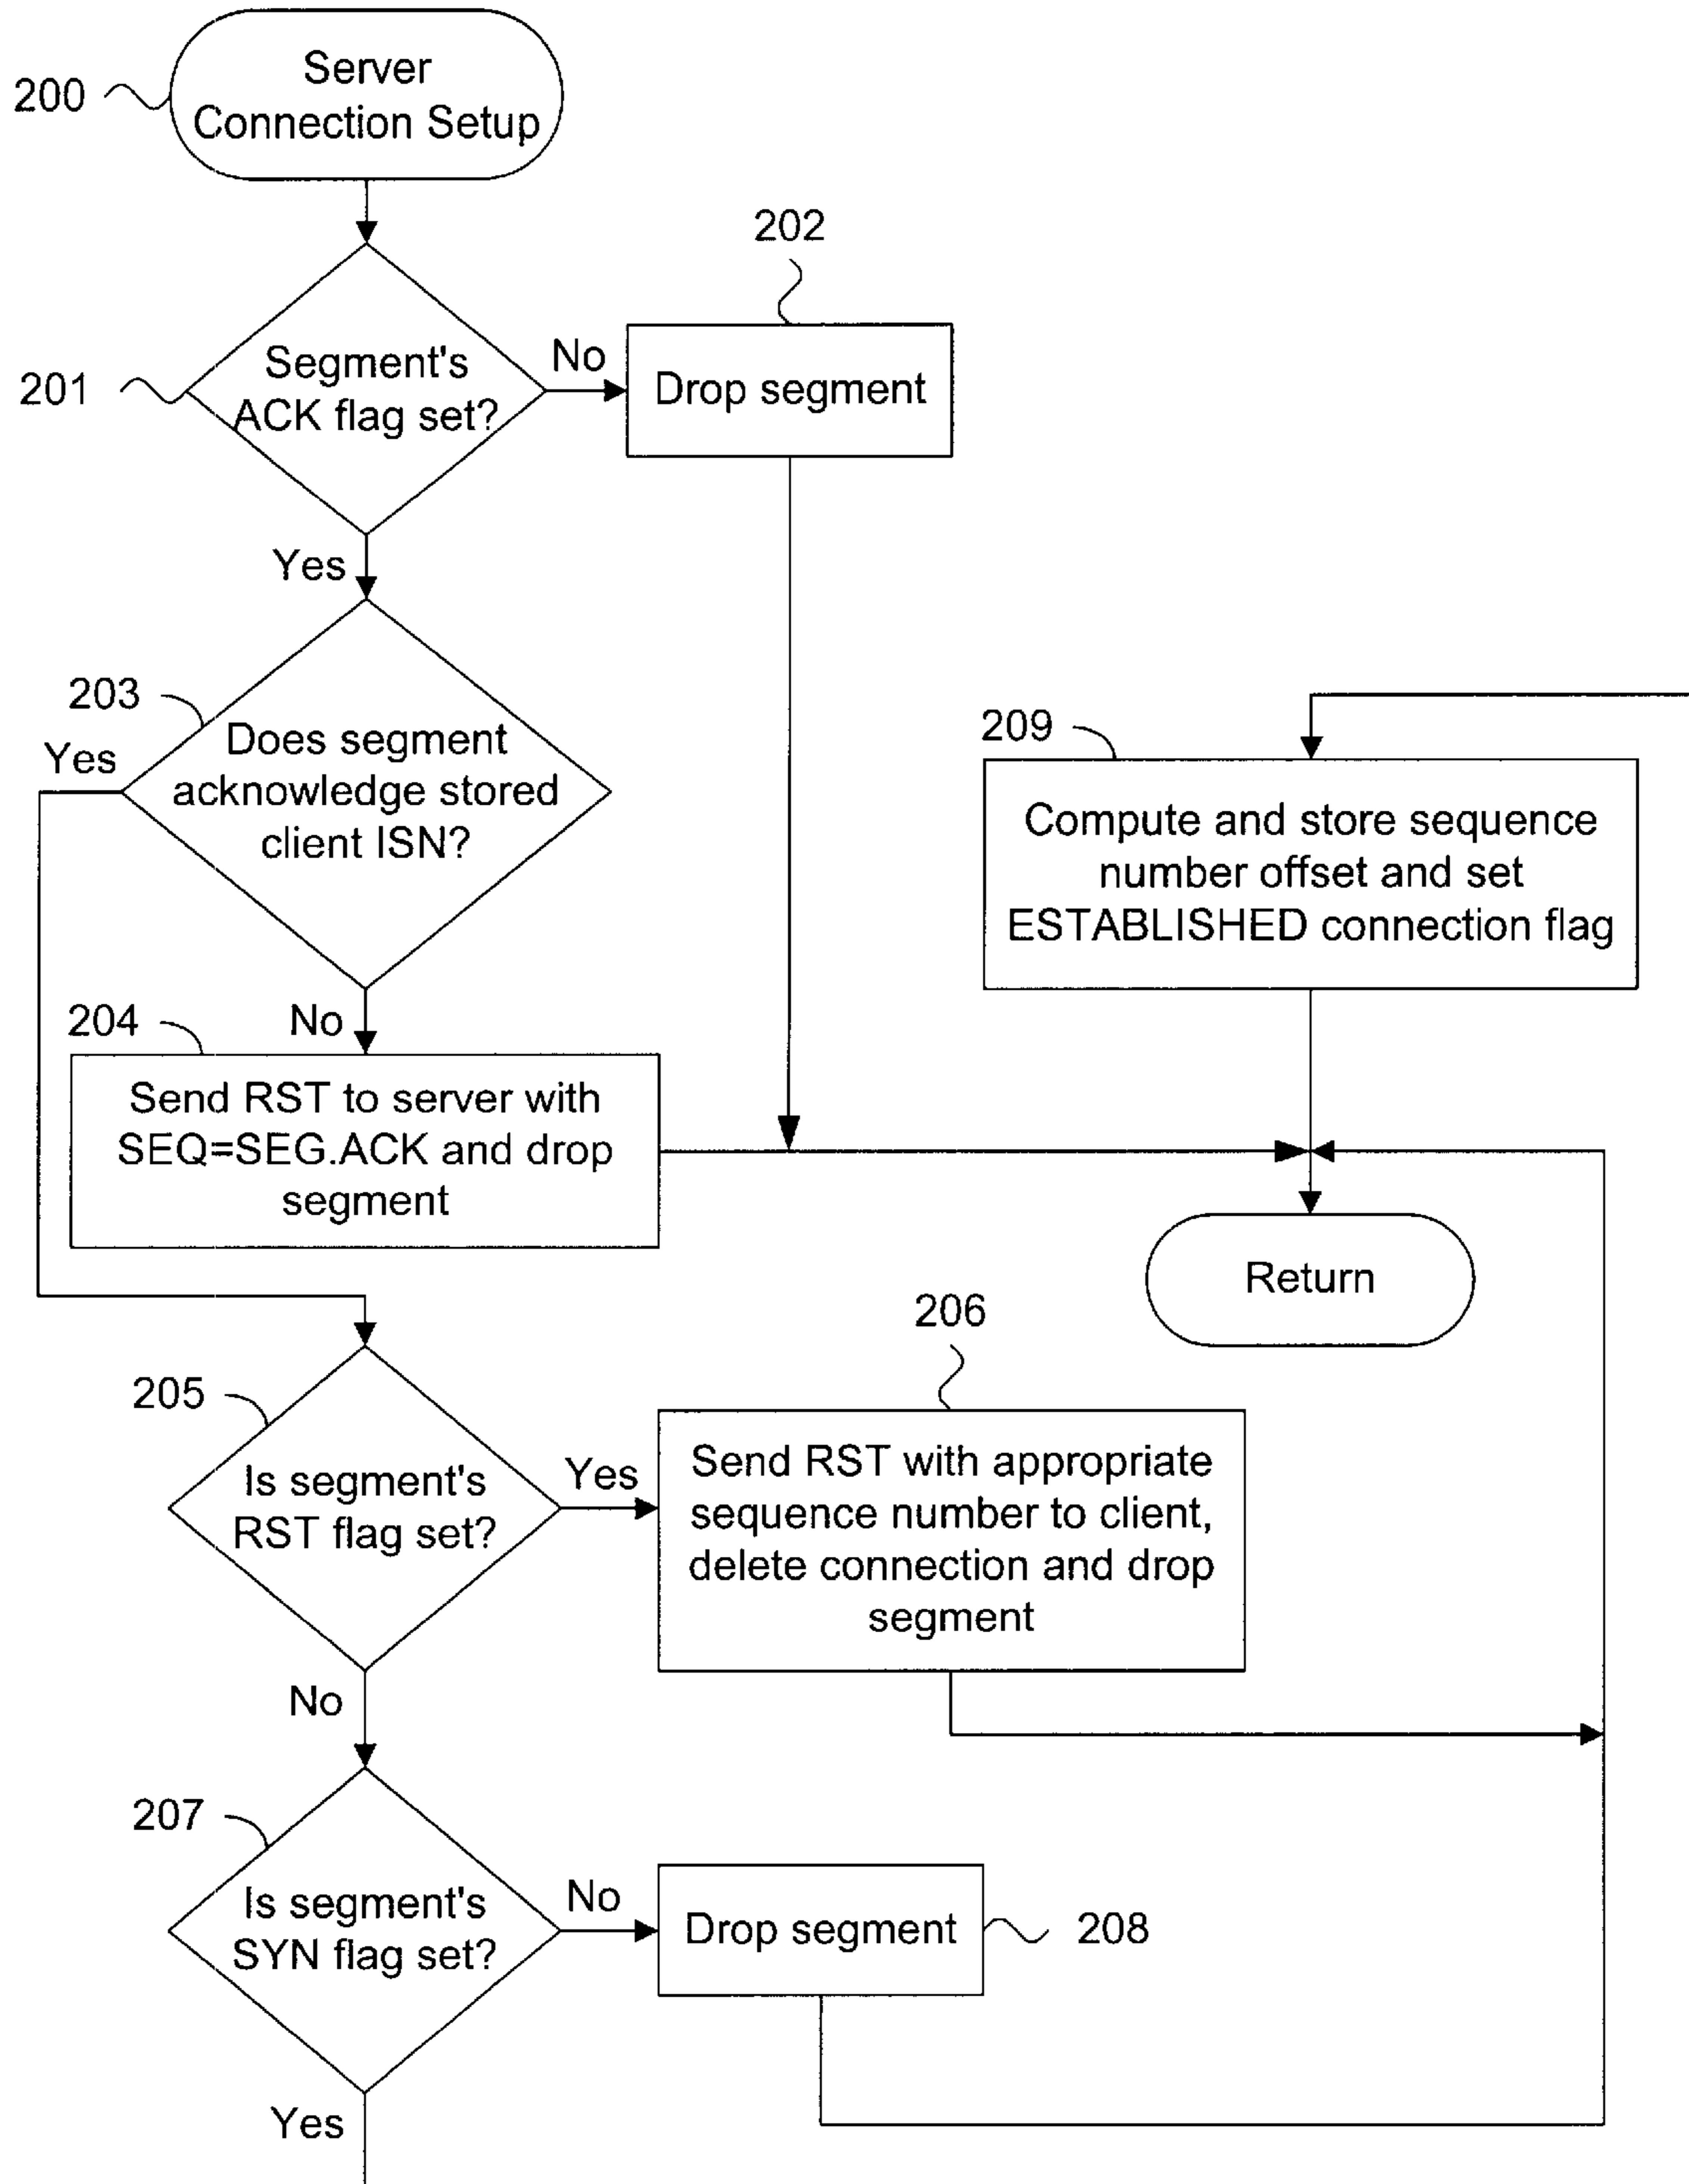 200
Server
Connection Setup
202
201
Segment's
ACK flag set?
No
Drop segment
Yes
203
Yes
Does segment
acknowledge stored
client ISN?
209
Compute and store sequence
number offset and set
ESTABLISHED connection flag
204
No
Send RST to server with
SEQ=SEG.ACK and drop
segment
Return
206
205
Is segment's
RST flag set?
Yes
Send RST with appropriate
sequence number to client,
delete connection and drop
segment
No
207
Is segment's
SYN flag set?
No
Drop segment
208
Yes